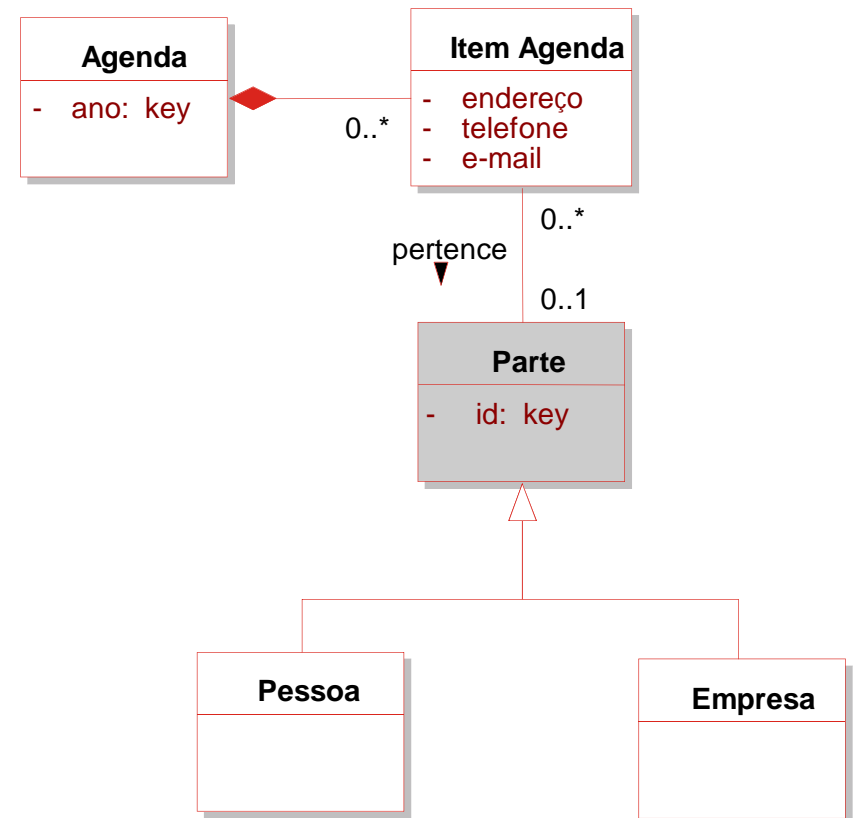 Agenda
- ano: key
0..*
Item Agenda
- endereço
- telefone
- e-mail
0..*
pertence
0..1
Parte
- id: key
Pessoa
Empresa